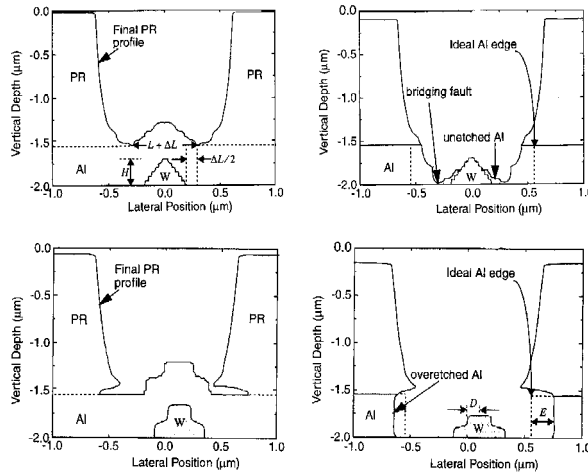 0.0
-0.5
-1.0
-1.5
-2.0
Vertical Depth (μm)
Final PR
profile
PR
PR
L + ΔL
ΔL/2
H
Al
W
-1.0
-0.5
0.0
0.5
1.0
Lateral Position (μm)
0.0
-0.5
-1.0
-1.5
-2.0
Vertical Depth (μm)
Ideal Al edge
bridging fault
unetched Al
Al
W
-1.0
-0.5
0.0
0.5
1.0
Lateral Position (μm)
0.0
-0.5
-1.0
-1.5
-2.0
Vertical Depth (μm)
Final PR
profile
PR
PR
Al
W
-1.0
-0.5
0.0
0.5
1.0
Lateral Position (μm)
0.0
-0.5
-1.0
-1.5
-2.0
Vertical Depth (μm)
Ideal Al edge
overetched Al
D
E
Al
W
-1.0
-0.5
0.0
0.5
1.0
Lateral Position (μm)